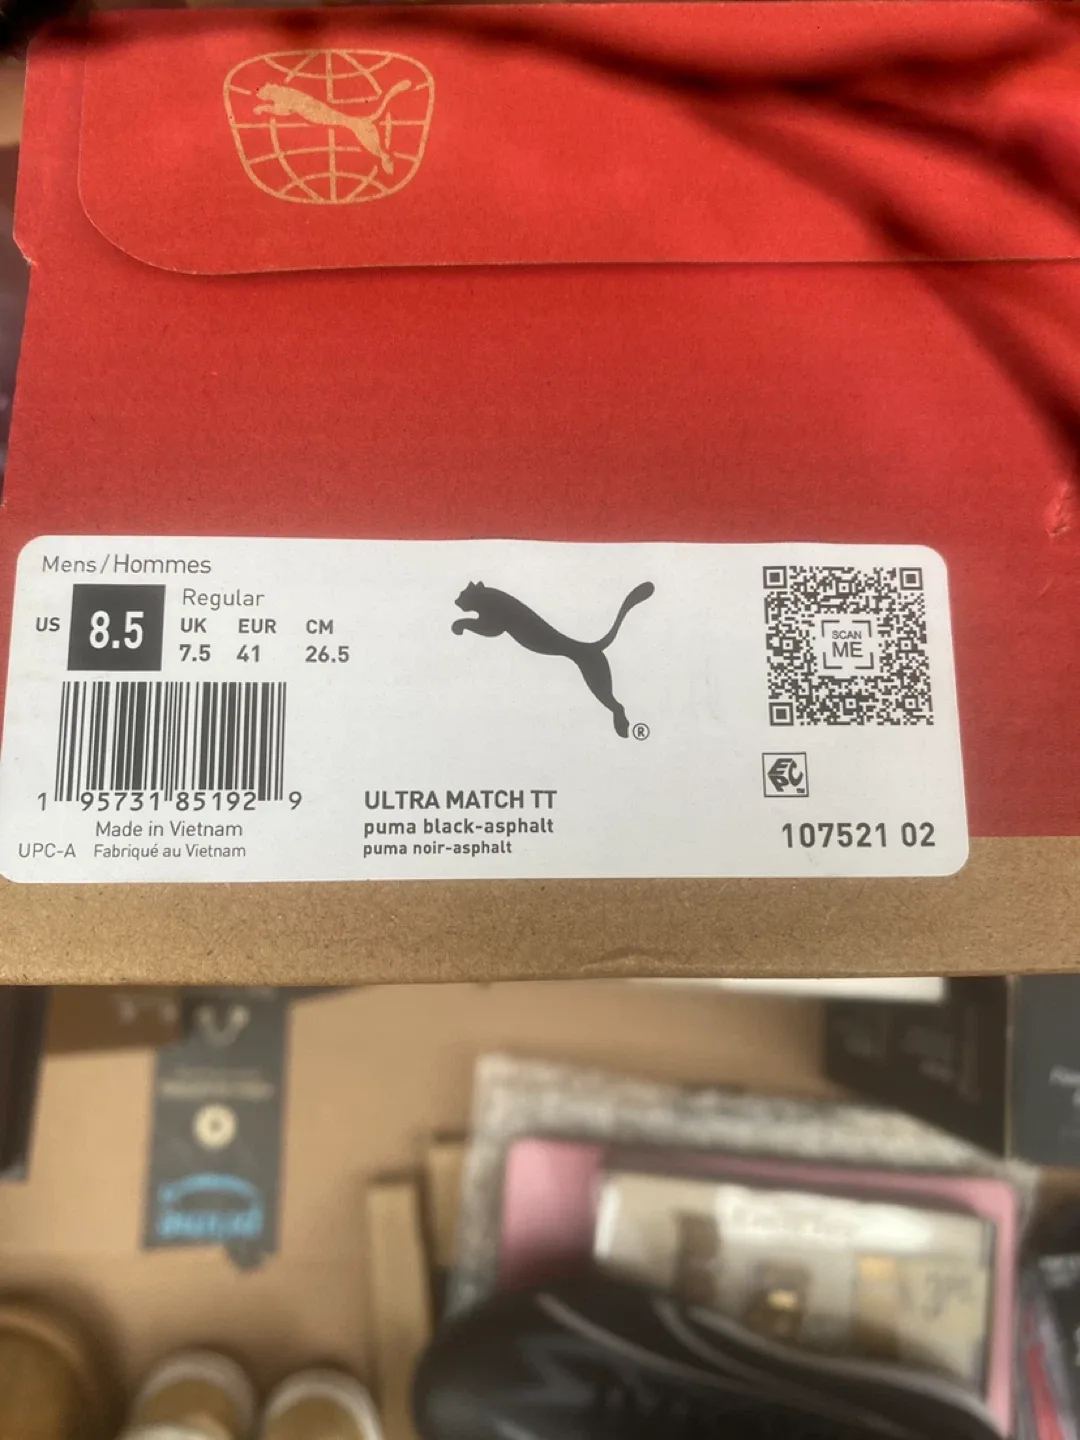 Mens/Hommes
US 8.5
Regular
UK EUR CM
7.5 41 26.5
®
SCAN
ME
1 95731 85192 9
Made in Vietnam
UPC-A Fabriqué au Vietnam
ULTRA MATCH TT
puma black-asphalt
puma noir-asphalt
EPC
107521 02